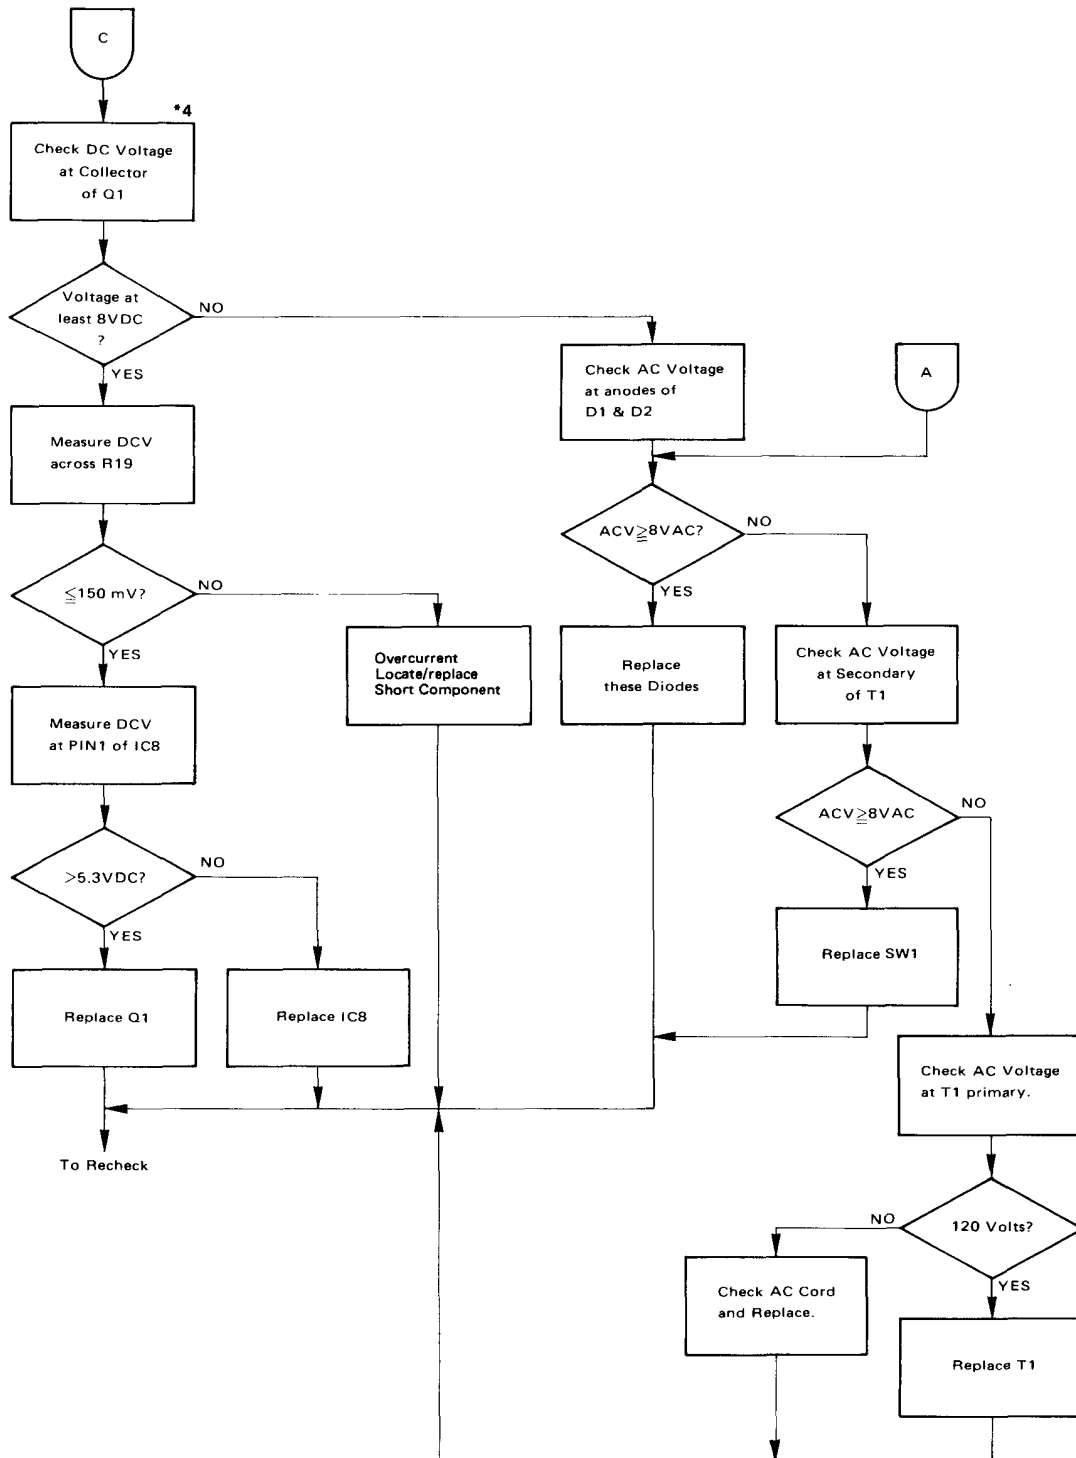 C
*4
Check DC Voltage
at Collector
of Q1
Voltage at
least 8VDC
?
NO
YES
Check AC Voltage
at anodes of
D1 & D2
A
Measure DCV
across R19
ACV≧8VAC?
NO
YES
≦150 mV?
NO
YES
Overcurrent
Locate/replace
Short Component
Replace
these Diodes
Check AC Voltage
at Secondary
of T1
Measure DCV
at PIN1 of IC8
ACV≧8VAC
NO
YES
>5.3VDC?
NO
YES
Replace SW1
Replace Q1
Replace IC8
Check AC Voltage
at T1 primary.
To Recheck
120 Volts?
NO
YES
Check AC Cord
and Replace.
Replace T1